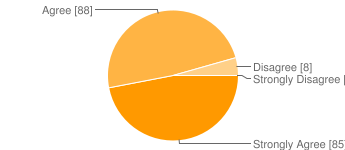 Agree [88]
Disagree [8]
Strongly Disagree [
Strongly Agree [85]